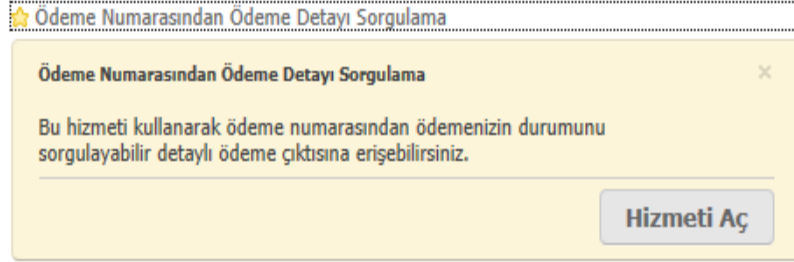 Ödeme Numarasından Ödeme Detayı Sorgulama
Ödeme Numarasından Ödeme Detayı Sorgulama
Bu hizmeti kullanarak ödeme numarasından ödemenizin durumunu
sorgulayabilir detaylı ödeme çıktısına erişebilirsiniz.
Hizmeti Aç